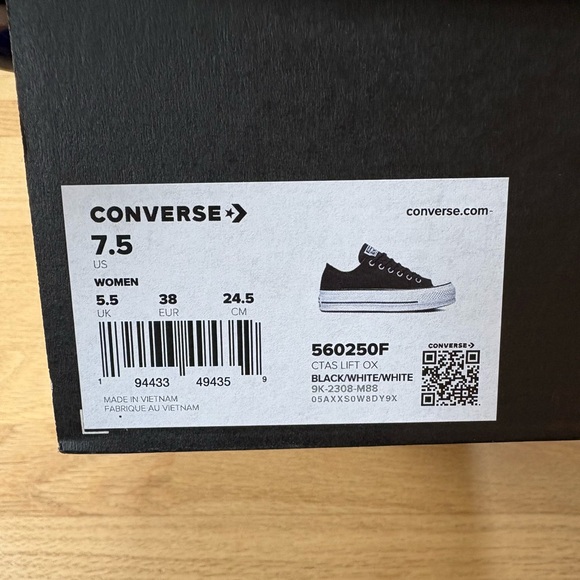 CONVERSE
converse.com
7.5
US
WOMEN
5.5 38 24.5
UK EUR CM
1 94433 49435 9
MADE IN VIETNAM
FABRIQUE AU VIETNAM
560250F
CTAS LIFT OX
BLACK/WHITE/WHITE
9K-2308-M88
05AXXS0W8DY9X
CONVERSE